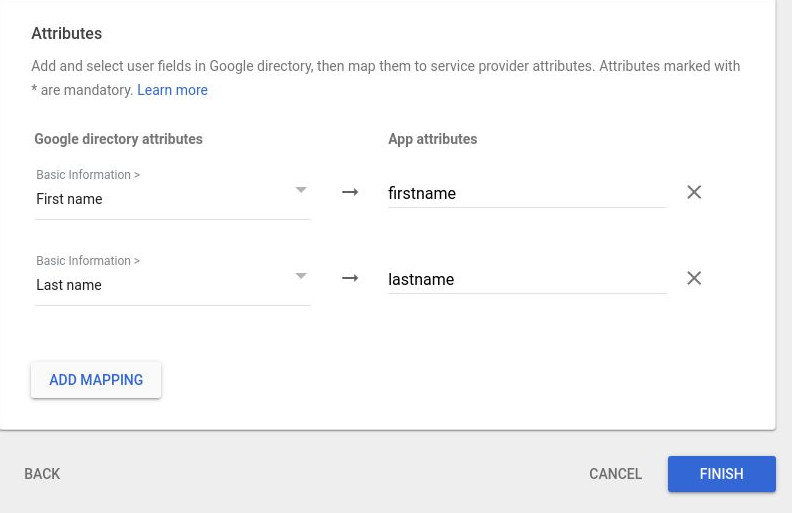 Attributes
Add and select user fields in Google directory, then map them to service provider attributes. Attributes marked with
* are mandatory. Learn more
Google directory attributes
App attributes
Basic Information >
First name
firstname
Basic Information >
Last name
lastname
ADD MAPPING
BACK
CANCEL
FINISH